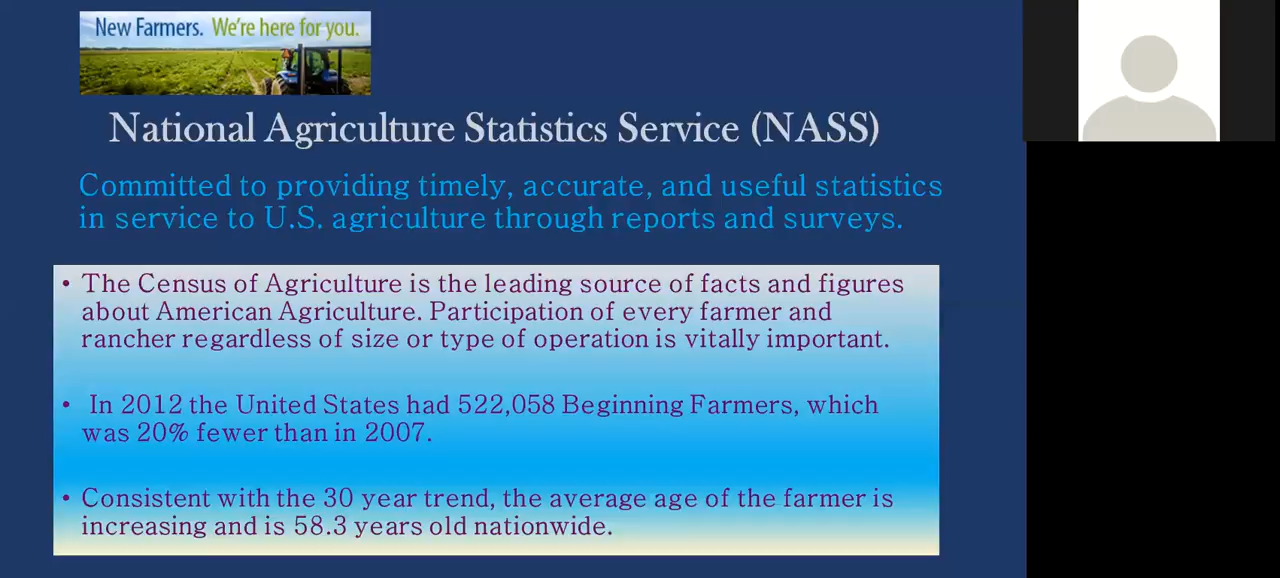 New Farmers. We're here for you.
National Agriculture Statistics Service (NASS)
Committed to providing timely, accurate, and useful statistics
in service to U.S. agriculture through reports and surveys.
• The Census of Agriculture is the leading source of facts and figures
about American Agriculture. Participation of every farmer and
rancher regardless of size or type of operation is vitally important.
• In 2012 the United States had 522,058 Beginning Farmers, which
was 20% fewer than in 2007.
• Consistent with the 30 year trend, the average age of the farmer is
increasing and is 58.3 years old nationwide.